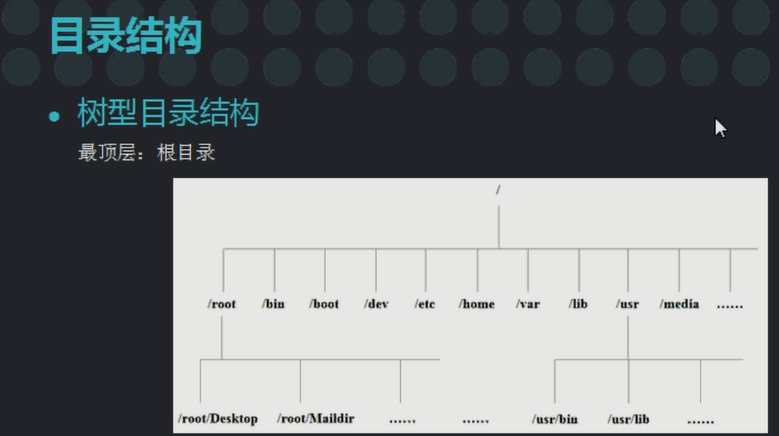 目录结构
• 树型目录结构
最顶层：根目录
/
/root /bin /boot /dev /etc /home /var /lib /usr /media ……
/root/Desktop /root/Maildir …… …… /usr/bin /usr/lib ……